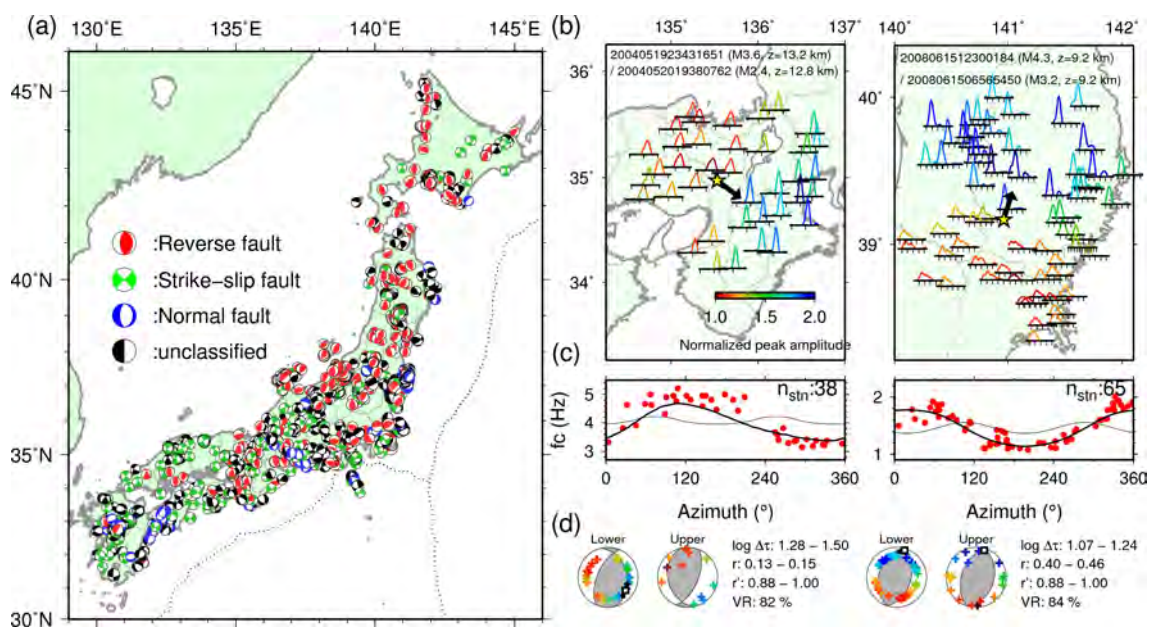 (a)
130°E
135°E
140°E
145°E
45°N
40°N
35°N
30°N
:Reverse fault
:Strike-slip fault
:Normal fault
:unclassified
(b)
134°E
135°E
136°E
137°E
36°N
35°N
34°N
2004051923431651 (M3.6, z=13.2 km)
/ 2004052019380762 (M2.4, z=12.8 km)
1.0 1.5 2.0
Normalized peak amplitude
140°E
141°E
142°E
40°N
39°N
2008061512300184 (M4.3, z=9.2 km)
/ 2008061506565450 (M3.2, z=9.2 km)
(c)
fc (Hz)
5
4
3
nstn:38
0 120 240 360
Azimuth (°)
2
1
nstn:65
0 120 240 360
Azimuth (°)
(d)
Lower Upper
log Δτ: 1.28 − 1.50
r: 0.13 − 0.15
r': 0.88 − 1.00
VR: 82 %
Lower Upper
log Δτ: 1.07 − 1.24
r: 0.40 − 0.46
r': 0.88 − 1.00
VR: 84 %